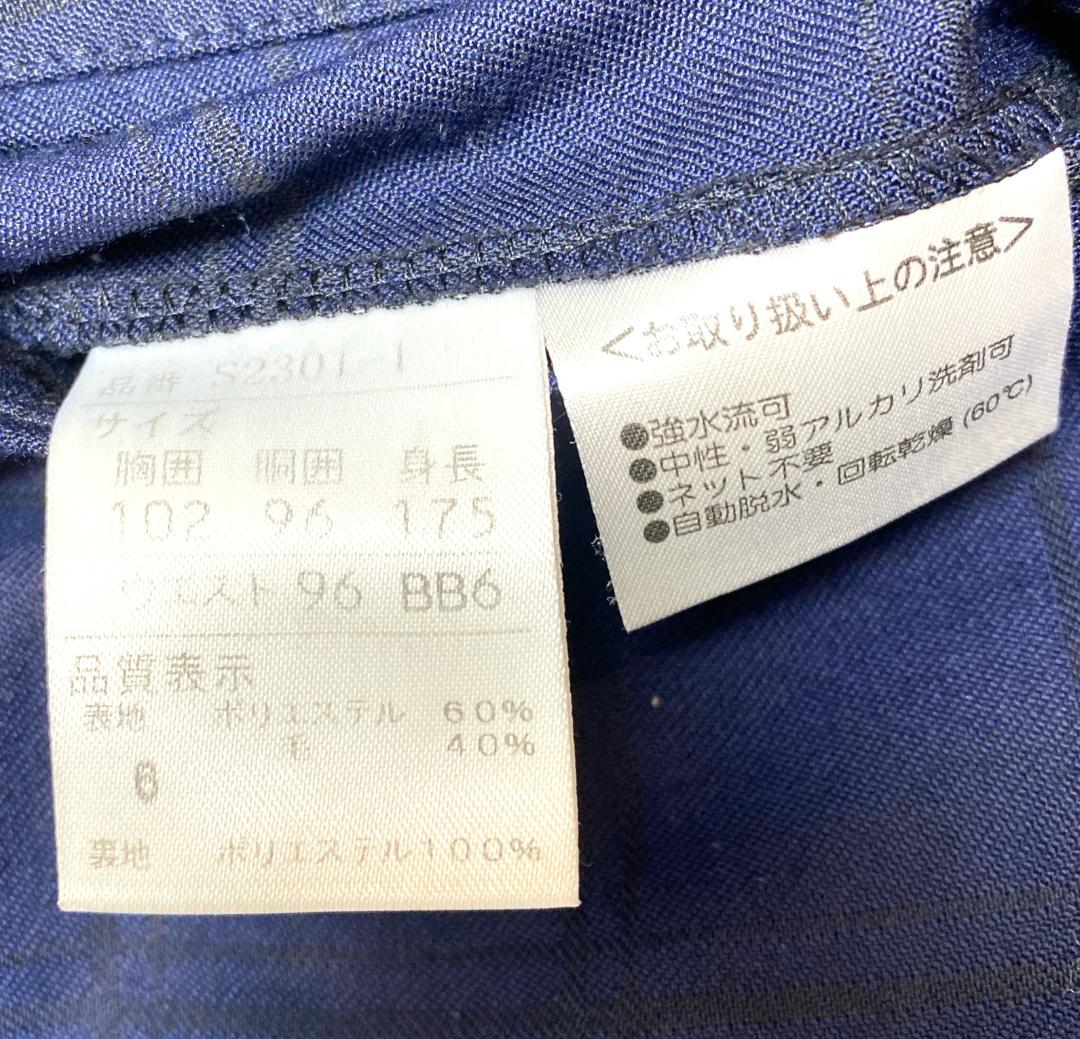 品番 S2301-1
サイズ
胸囲 胴囲 身長
102 96 175
ウエスト 96 BB6
品質表示
表地 ポリエステル 60%
毛 40%
6
裏地 ポリエステル100%
<お取り扱い上の注意>
●強水流可
●中性・弱アルカリ洗剤可
●ネット不要
●自動脱水・回転乾燥(60℃)